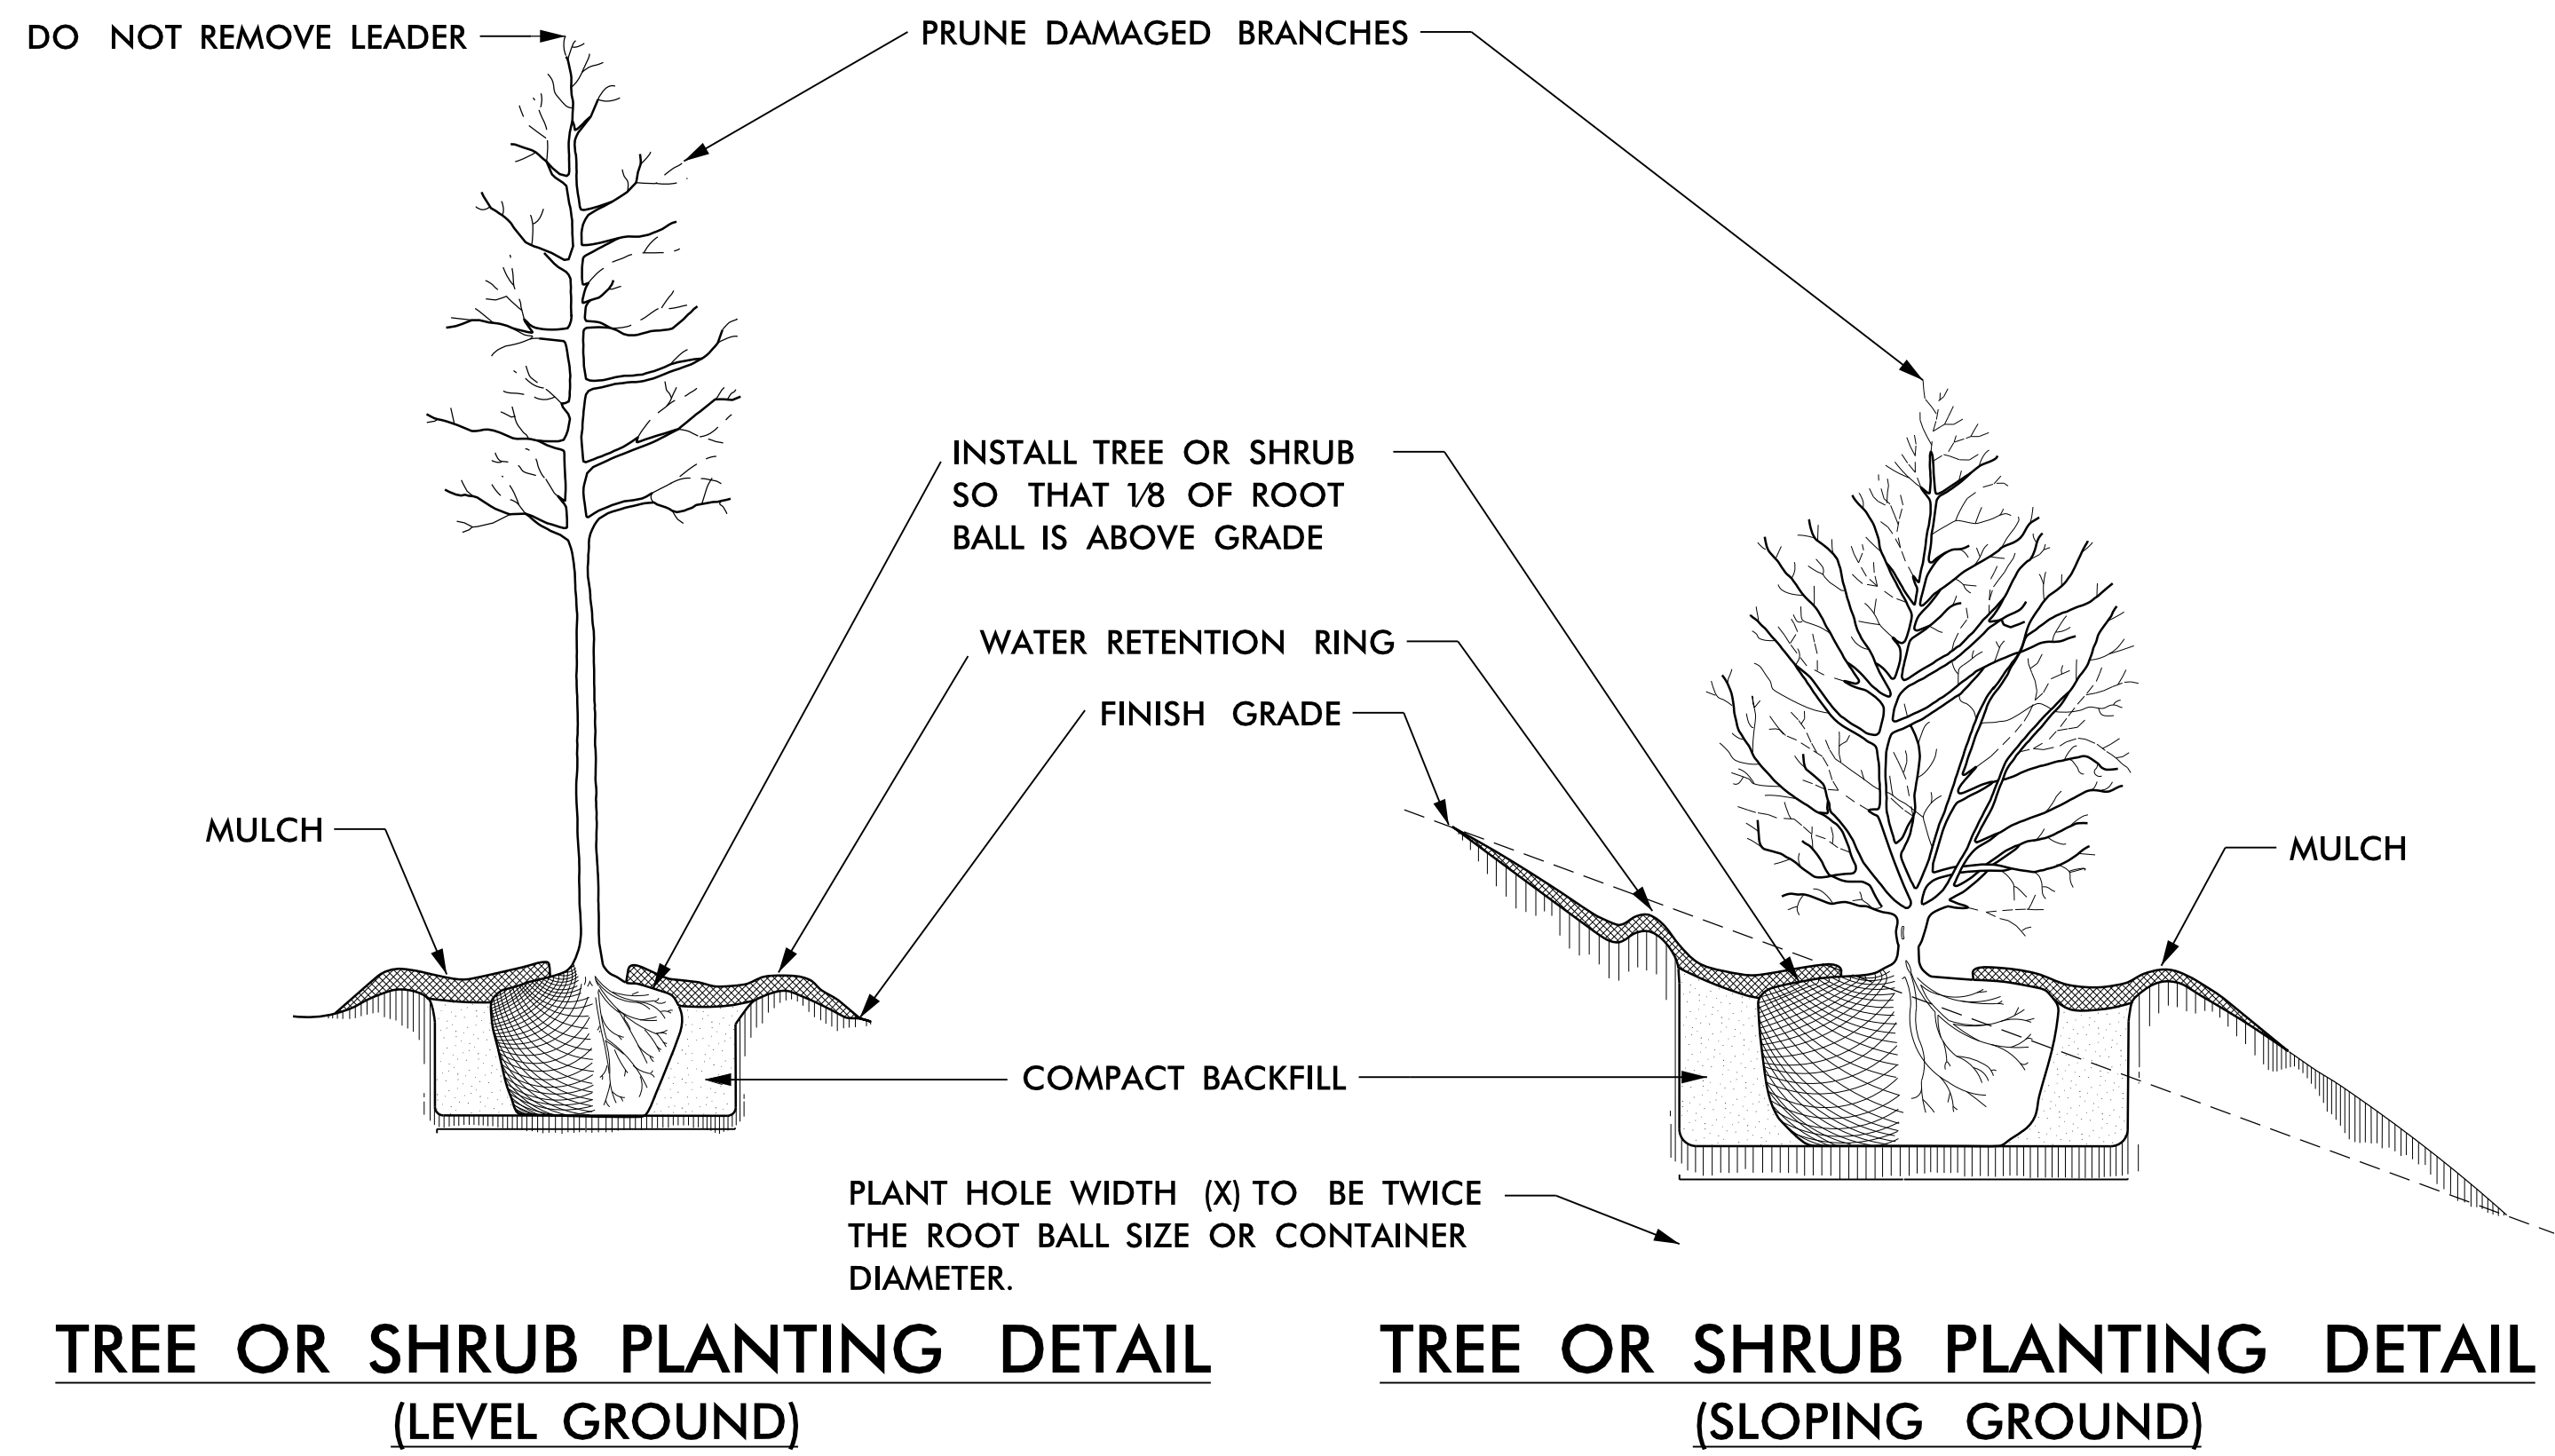 DO NOT REMOVE LEADER
PRUNE DAMAGED BRANCHES
INSTALL TREE OR SHRUB
SO THAT 1/8 OF ROOT
BALL IS ABOVE GRADE
WATER RETENTION RING
FINISH GRADE
MULCH
MULCH
COMPACT BACKFILL
PLANT HOLE WIDTH (X) TO BE TWICE
THE ROOT BALL SIZE OR CONTAINER
DIAMETER.
TREE OR SHRUB PLANTING DETAIL
(LEVEL GROUND)
TREE OR SHRUB PLANTING DETAIL
(SLOPING GROUND)